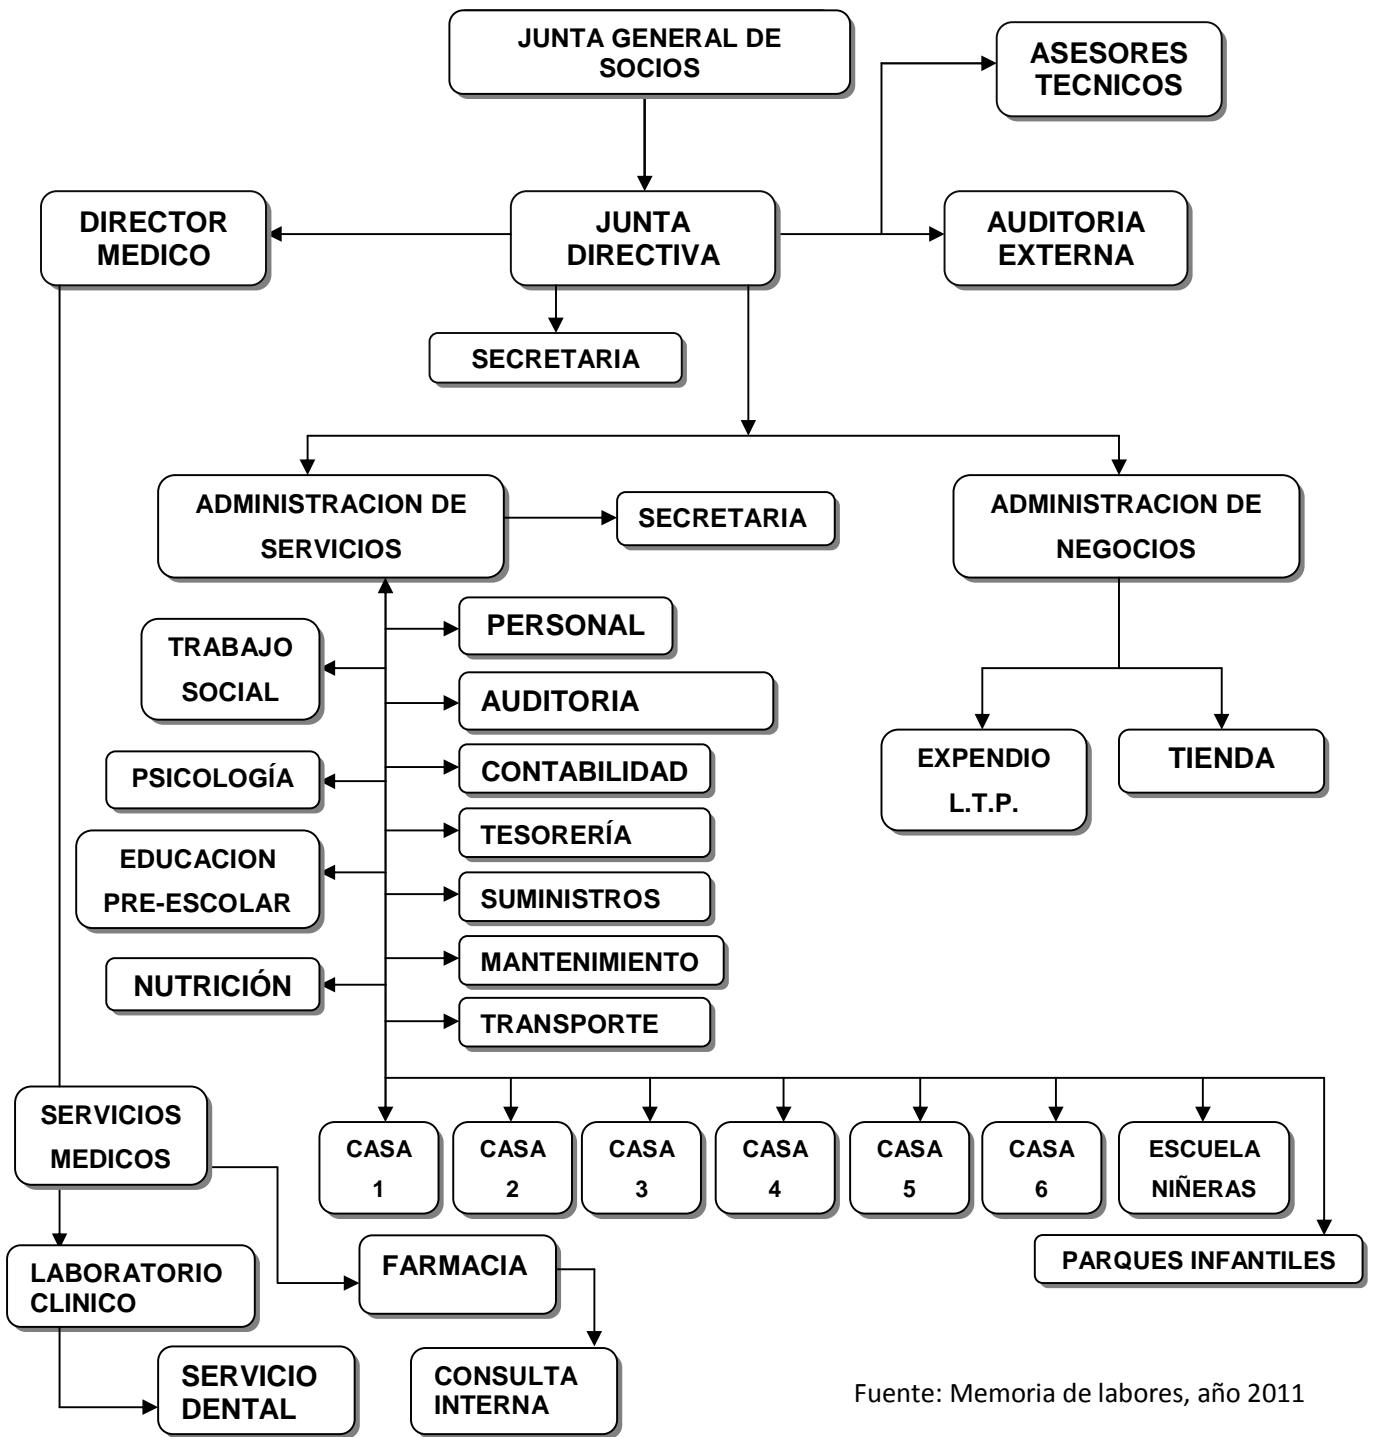 JUNTA GENERAL DE
SOCIOS
ASESORES
TECNICOS
DIRECTOR
MEDICO
JUNTA
DIRECTIVA
AUDITORIA
EXTERNA
SECRETARIA
ADMINISTRACION DE
SERVICIOS
SECRETARIA
ADMINISTRACION DE
NEGOCIOS
TRABAJO
SOCIAL
PERSONAL
AUDITORIA
PSICOLOGÍA
CONTABILIDAD
EXPENDIO
L.T.P.
TIENDA
TESORERÍA
EDUCACION
PRE-ESCOLAR
SUMINISTROS
NUTRICIÓN
MANTENIMIENTO
TRANSPORTE
SERVICIOS
MEDICOS
CASA
1
CASA
2
CASA
3
CASA
4
CASA
5
CASA
6
ESCUELA
NIÑERAS
PARQUES INFANTILES
LABORATORIO
CLINICO
FARMACIA
SERVICIO
DENTAL
CONSULTA
INTERNA
Fuente: Memoria de labores, año 2011